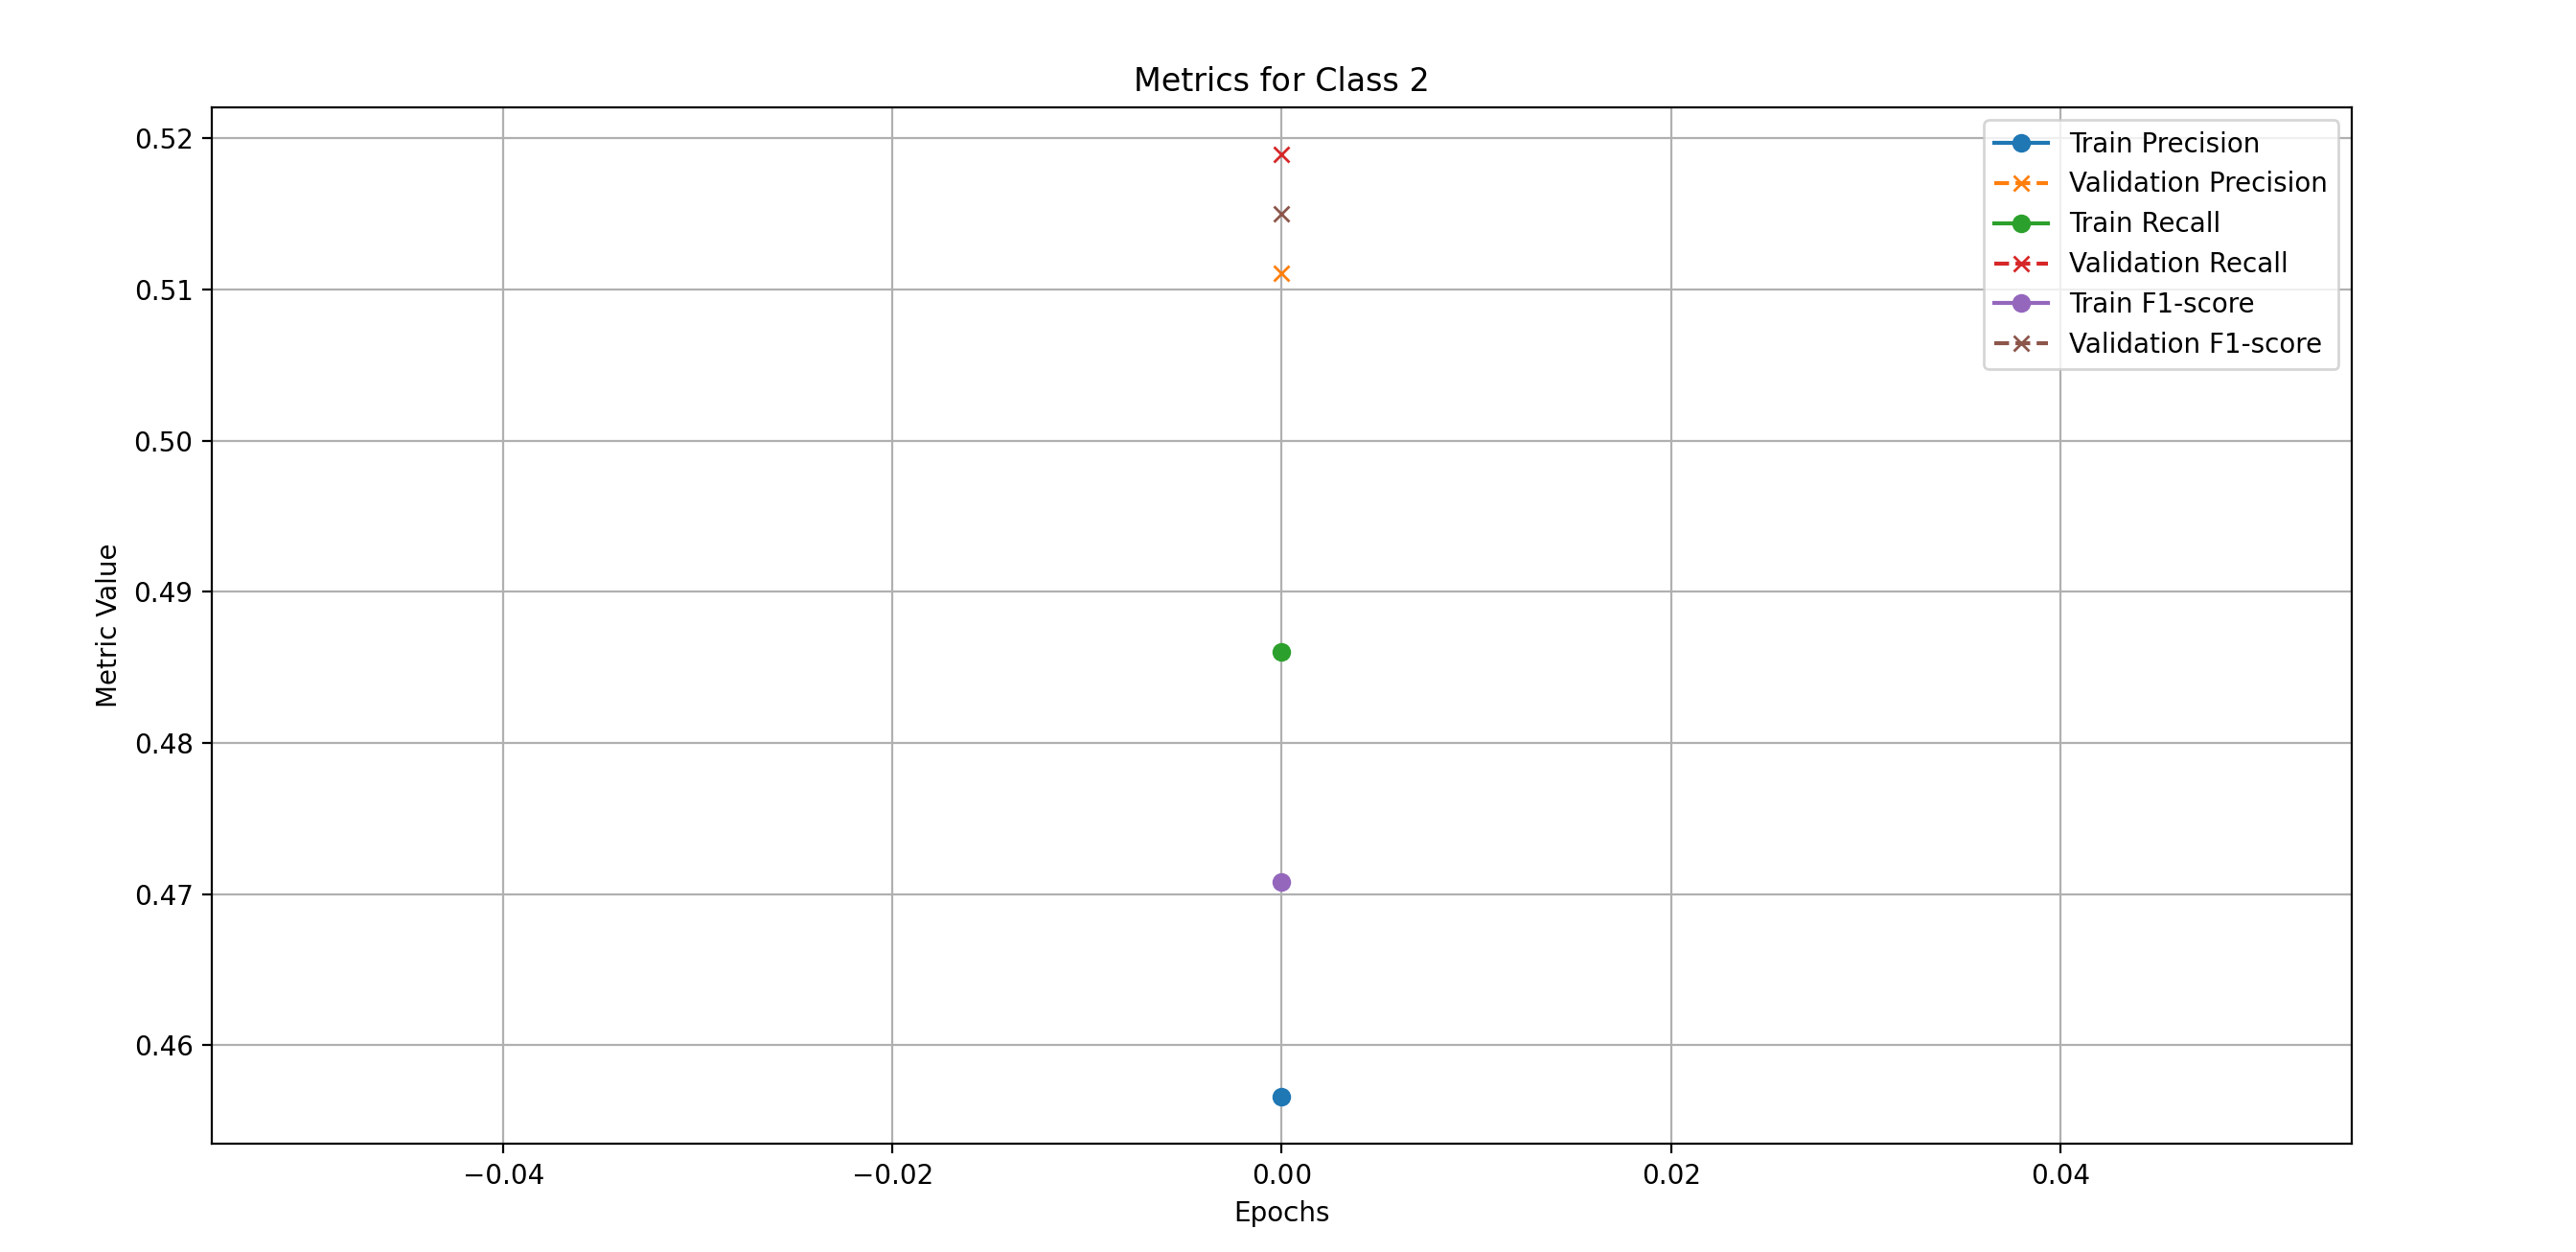 Metrics for Class 2
0.52
0.51
0.50
0.49
0.48
0.47
0.46
Metric Value
Train Precision
Validation Precision
Train Recall
Validation Recall
Train F1-score
Validation F1-score
−0.04
−0.02
0.00
0.02
0.04
Epochs